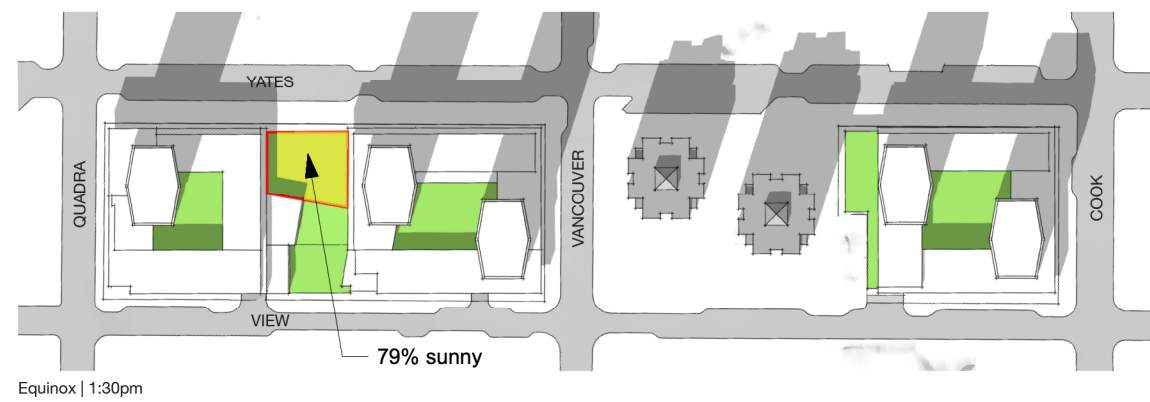 YATES
QUADRA
VANCOUVER
COOK
VIEW
79% sunny
Equinox | 1:30pm